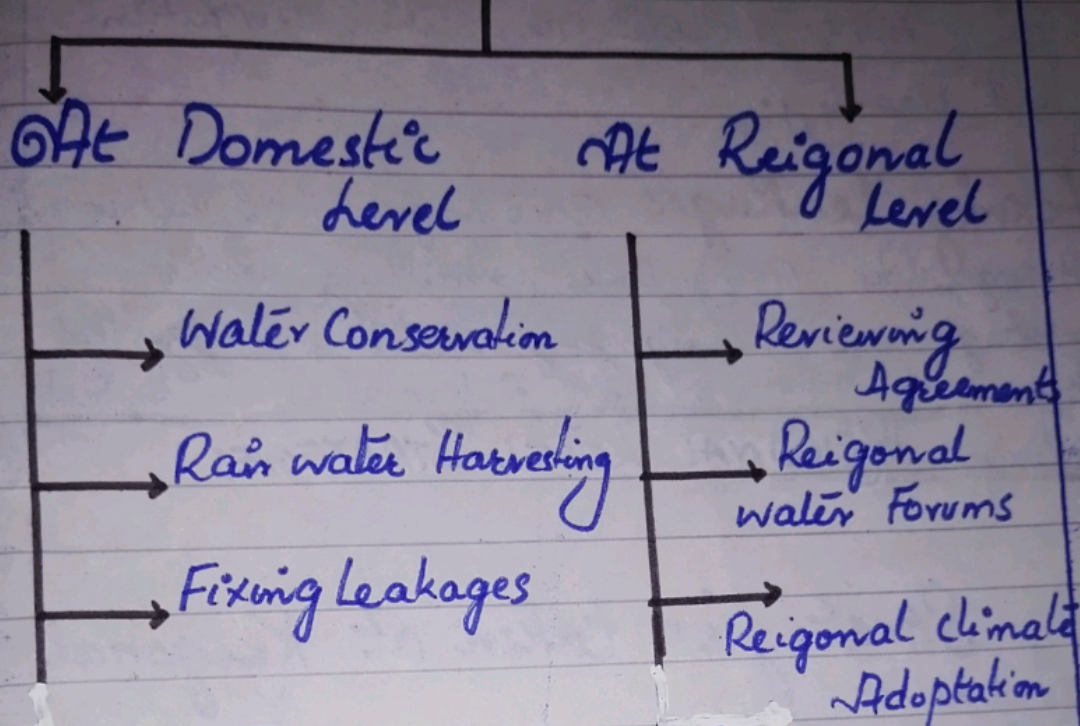 At Domestic
Level
Water Conservation
Rain water Harvesting
Fixing Leakages
At Reigonal
Level
Reviewing
Agreements
Reigonal
water Forums
Reigonal climate
Adoptation